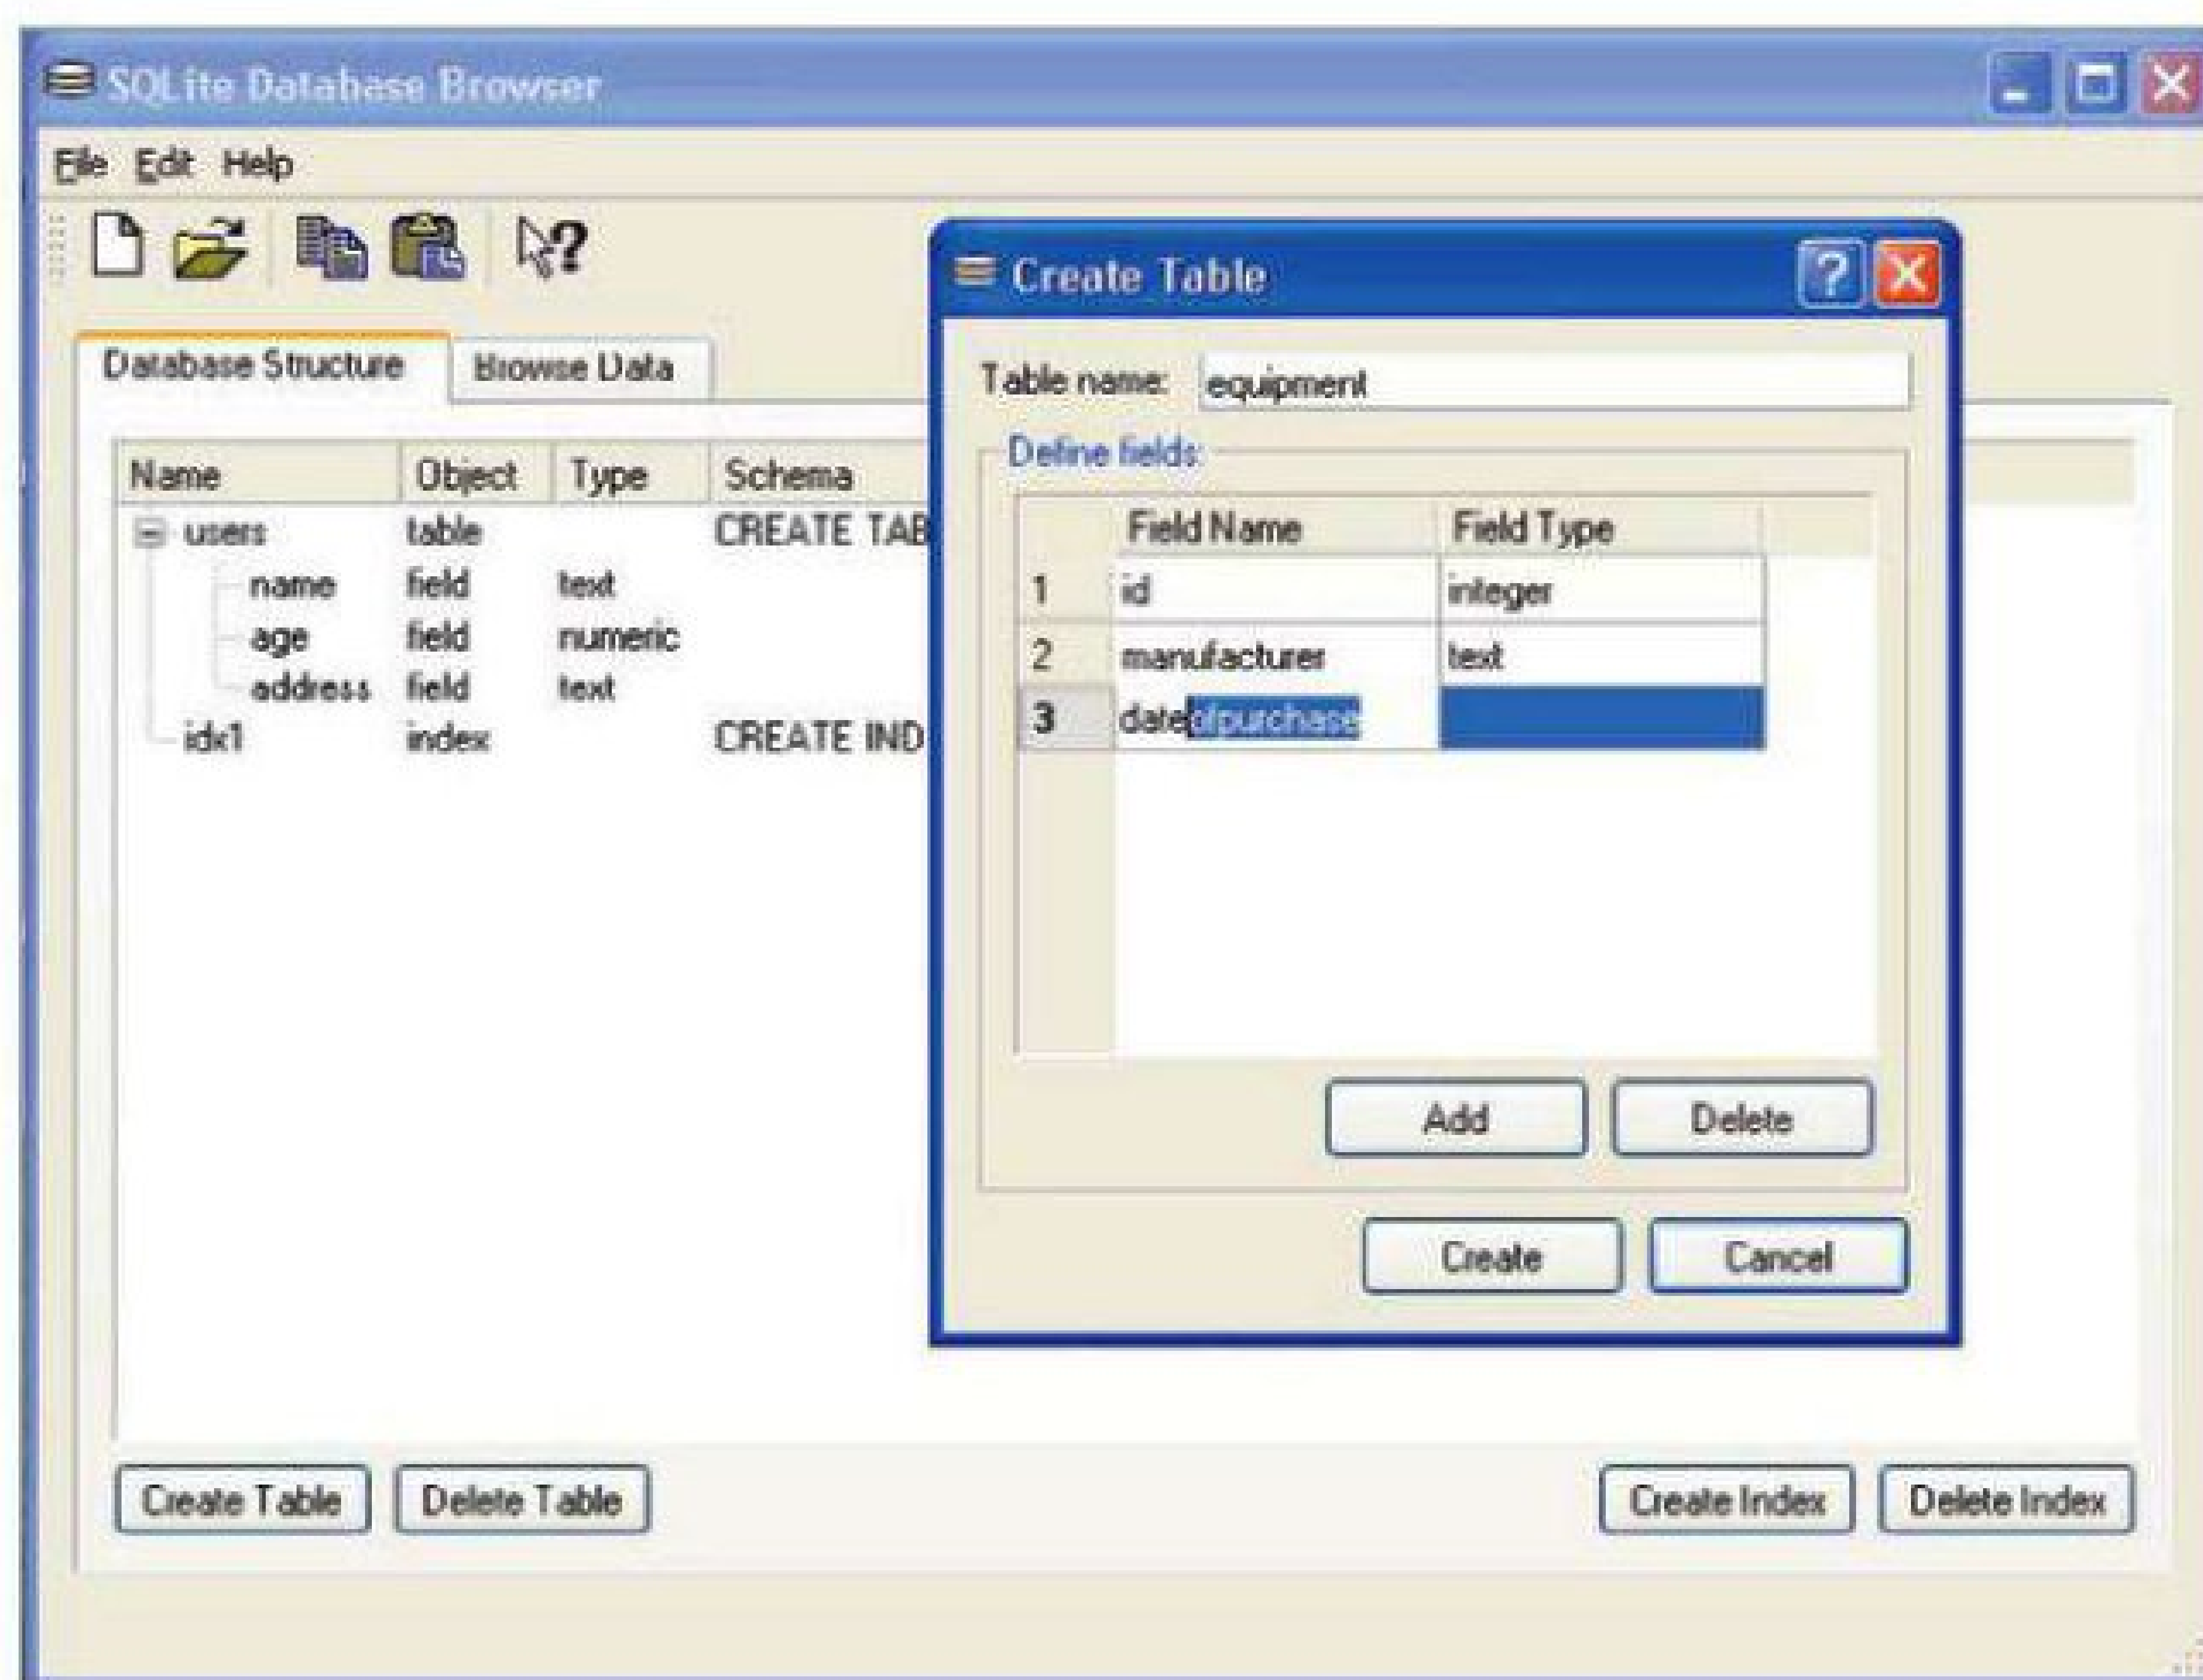 SQLite Database Browser
File Edit Help
Database Structure Browse Data
Name Object Type Schema
users table CREATE TAB
name field text
age field numeric
address field text
idx1 index CREATE IND
Create Table Delete Table
Create Index Delete Index
Create Table
Table name: equipment
Define fields:
Field Name Field Type
1 id integer
2 manufacturer text
3 dateofpurchase
Add Delete
Create Cancel